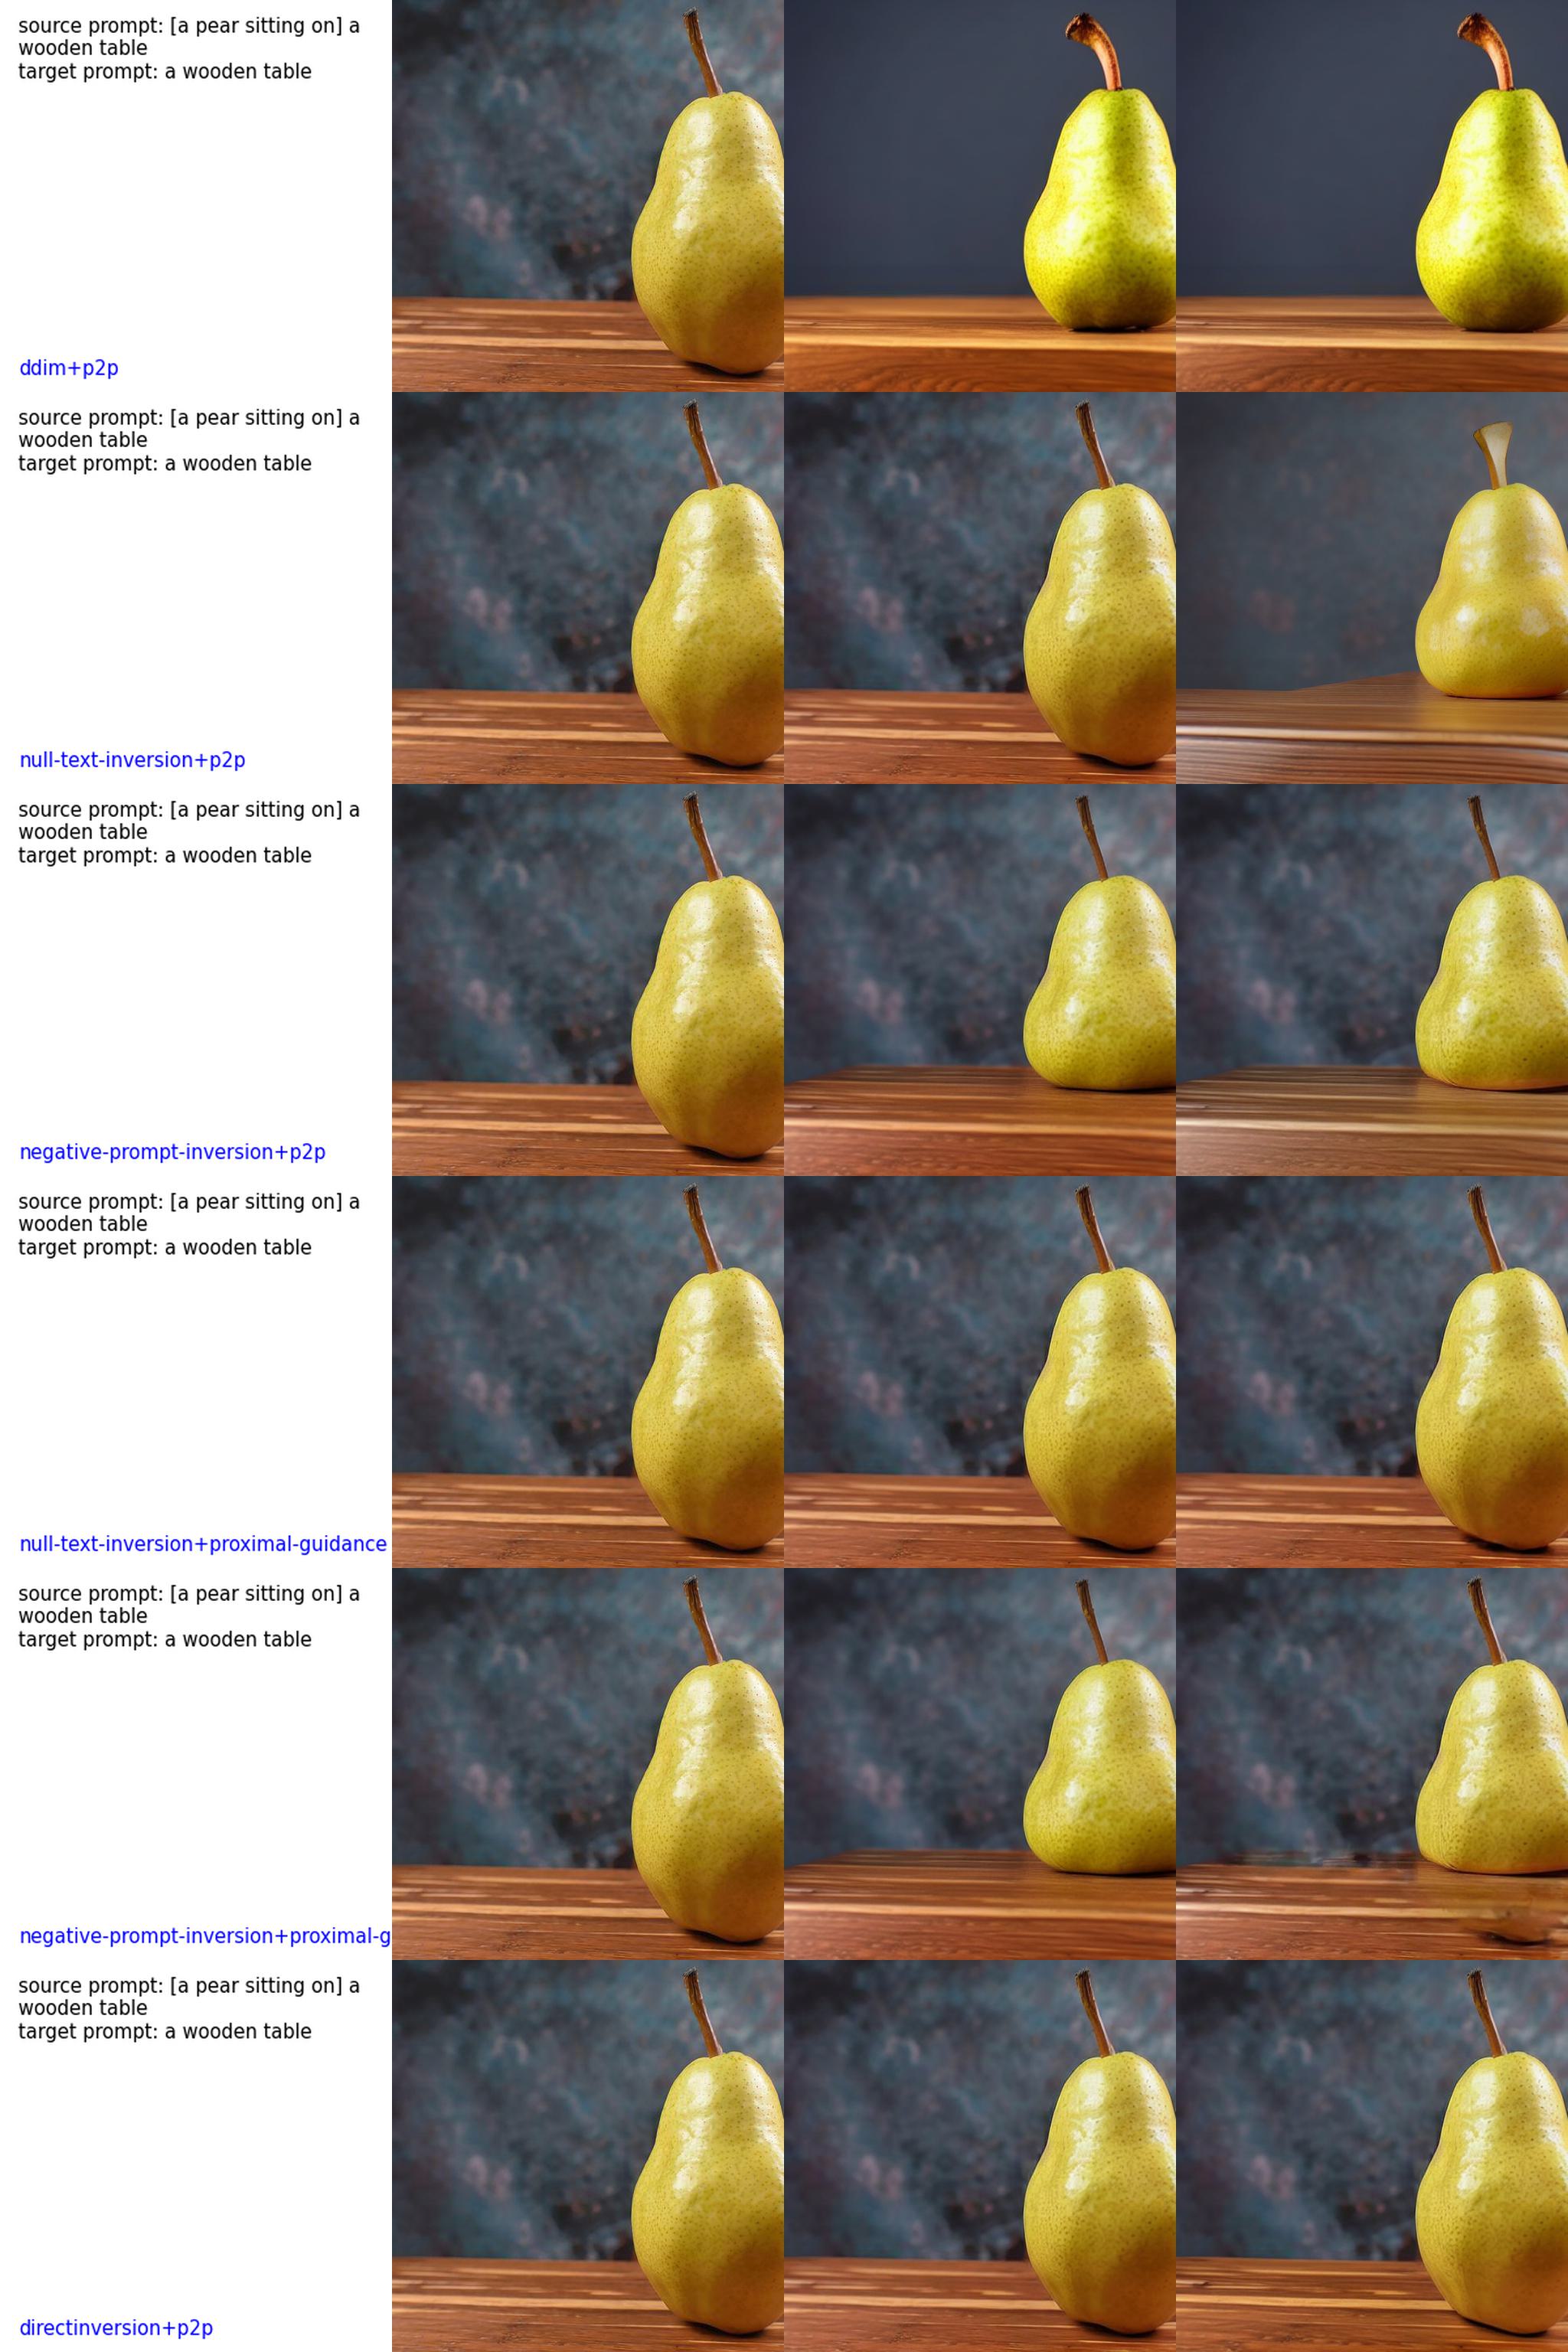 source prompt: [a pear sitting on] a
wooden table
target prompt: a wooden table
ddim+p2p
source prompt: [a pear sitting on] a
wooden table
target prompt: a wooden table
null-text-inversion+p2p
source prompt: [a pear sitting on] a
wooden table
target prompt: a wooden table
negative-prompt-inversion+p2p
source prompt: [a pear sitting on] a
wooden table
target prompt: a wooden table
null-text-inversion+proximal-guidance
source prompt: [a pear sitting on] a
wooden table
target prompt: a wooden table
negative-prompt-inversion+proximal-g
source prompt: [a pear sitting on] a
wooden table
target prompt: a wooden table
directinversion+p2p